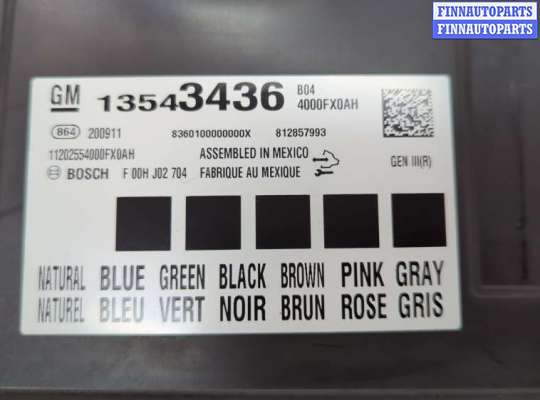 FINNAUTOPARTS
FINNAUTOPARTS
GM 13543436 B04
4000FX0AH
864 200911 8360100000000X 812857993
11202554000FX0AH ASSEMBLED IN MEXICO GEN III(R)
BOSCH F 00H J02 704 FABRIQUE AU MEXIQUE
NATURAL BLUE GREEN BLACK BROWN PINK GRAY
NATUREL BLEU VERT NOIR BRUN ROSE GRIS